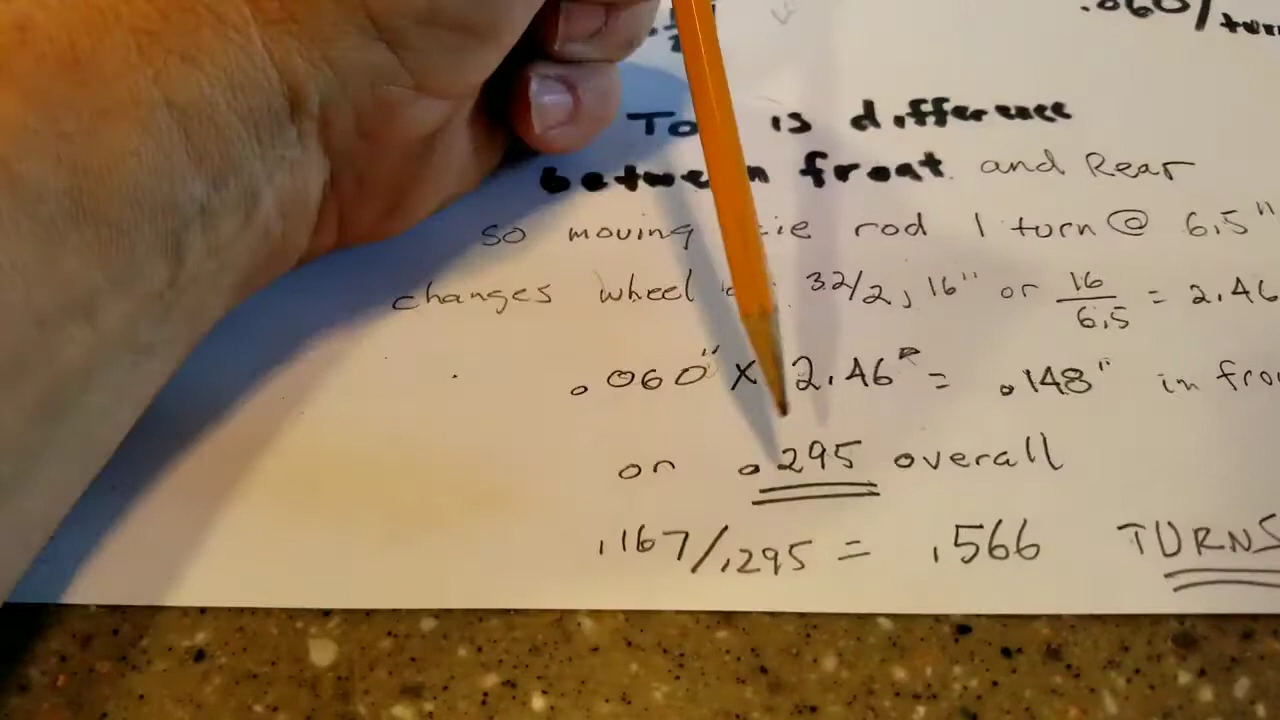 .060/turn
To is difference
between front and Rear
so moving tie rod 1 turn @ 6.5"
changes wheel 32/2, 16" or 16/6.5 = 2.46
.060" x 2.46" = .148" in
or .295 overall
.167/.295 = .566 TURNS